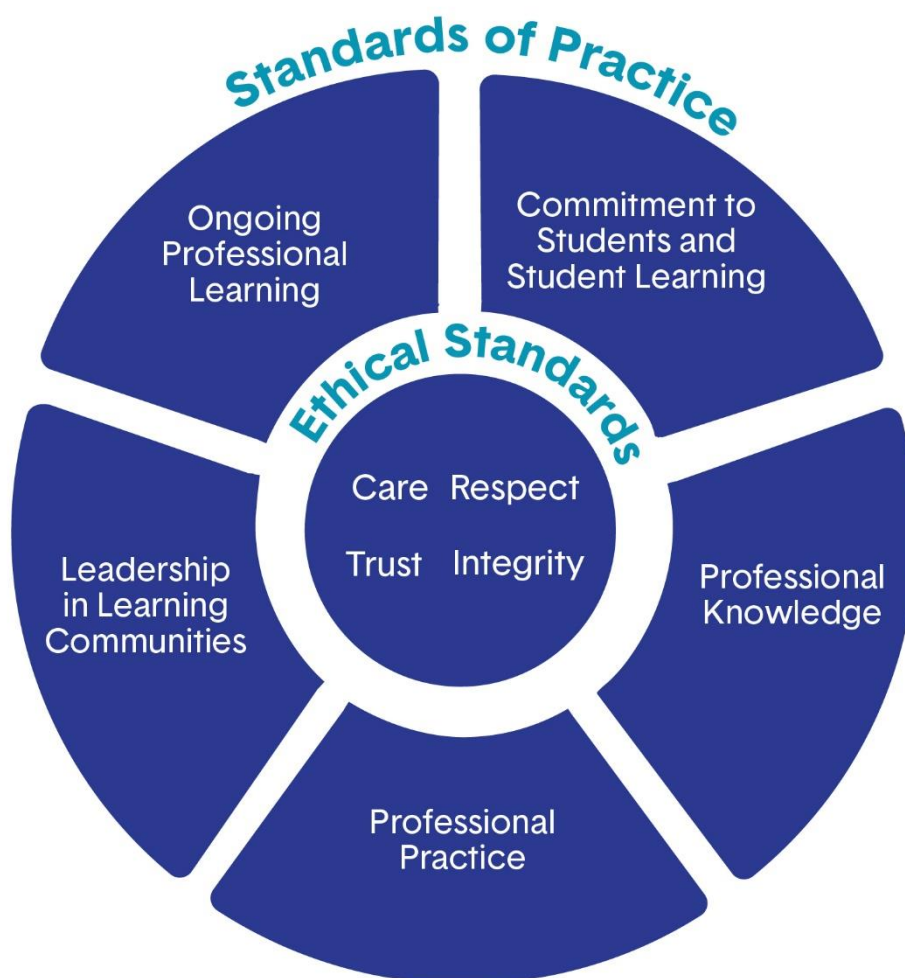 Standards of Practice
Ongoing
Professional
Learning
Commitment to
Students and
Student Learning
Ethical Standards
Care Respect
Trust Integrity
Leadership
in Learning
Communities
Professional
Knowledge
Professional
Practice